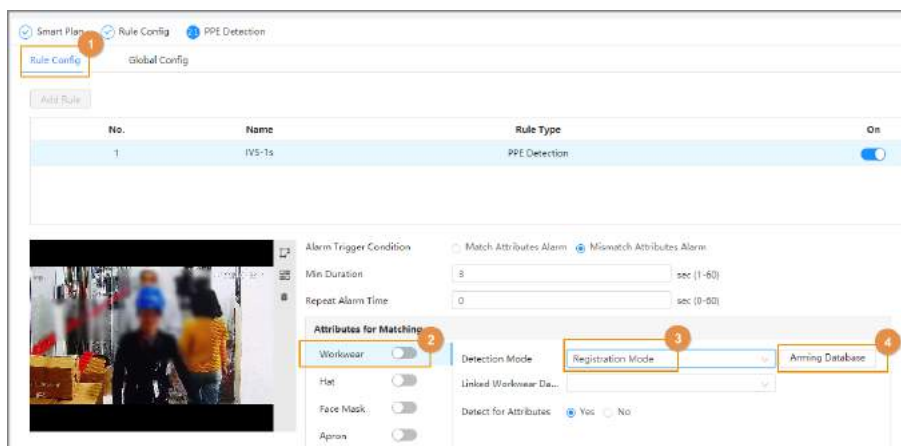 Smart Plan Rule Config 2.1 PPE Detection
1
Rule Config Global Config
Add Rule
No. Name Rule Type On
1 IVS-1s PPE Detection
Alarm Trigger Condition Match Attributes Alarm Mismatch Attributes Alarm
Min Duration 3 sec (1-60)
Repeat Alarm Time 0 sec (0-60)
Attributes for Matching
2 3 4
Workwear Detection Mode Registration Mode Arming Database
Hat Linked Workwear Da...
Face Mask Detect for Attributes Yes No
Apron